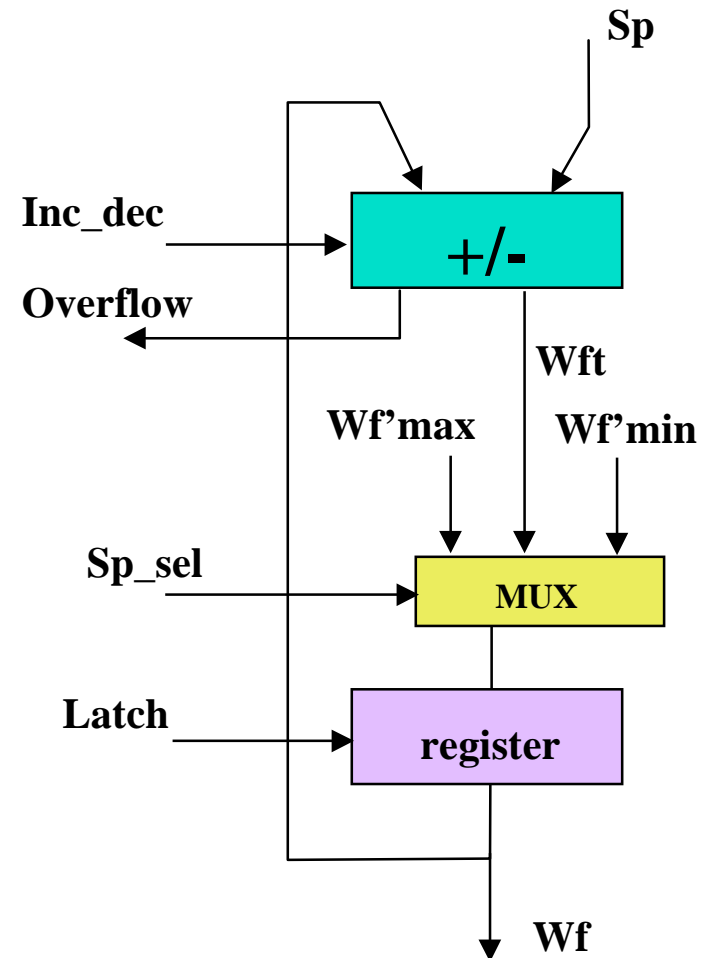 Sp
Inc_dec
+/-
Overflow
Wft
Wf’max
Wf’min
Sp_sel
MUX
Latch
register
Wf